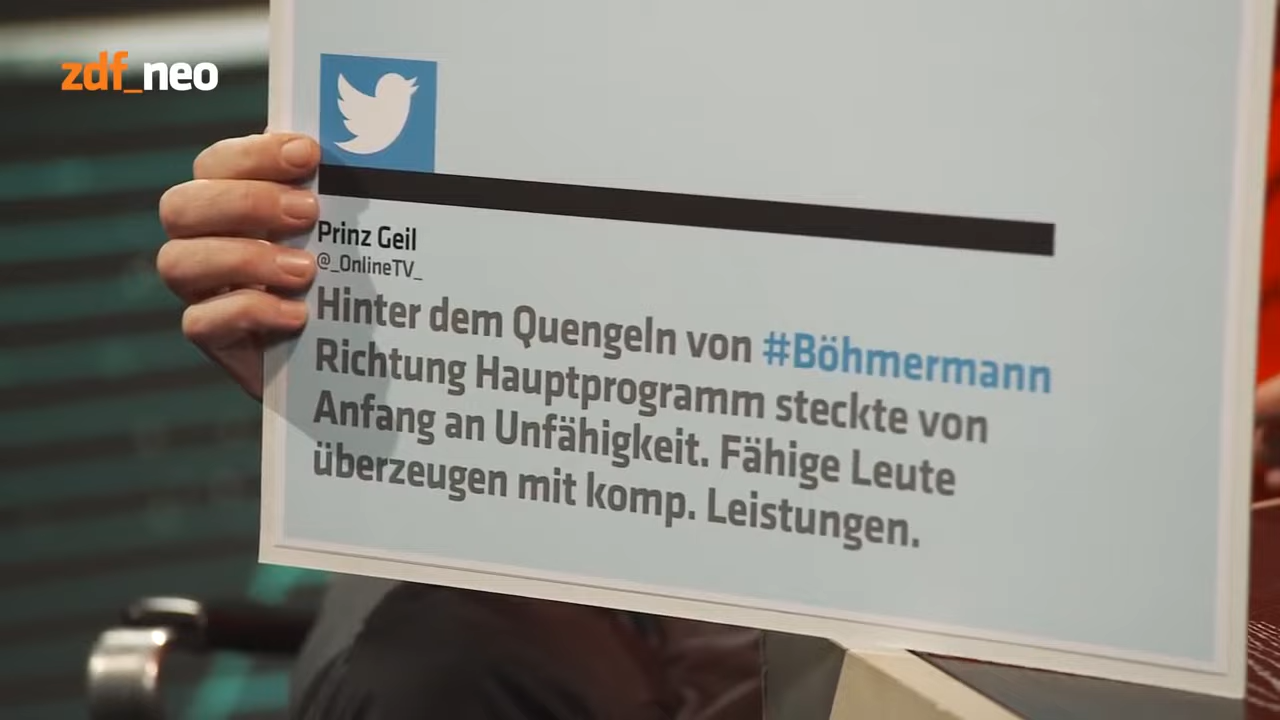 zdf_neo
Prinz Geil
@_OnlineTV_
Hinter dem Quengeln von #Böhmermann
Richtung Hauptprogramm steckte von
Anfang an Unfähigkeit. Fähige Leute
überzeugen mit komp. Leistungen.